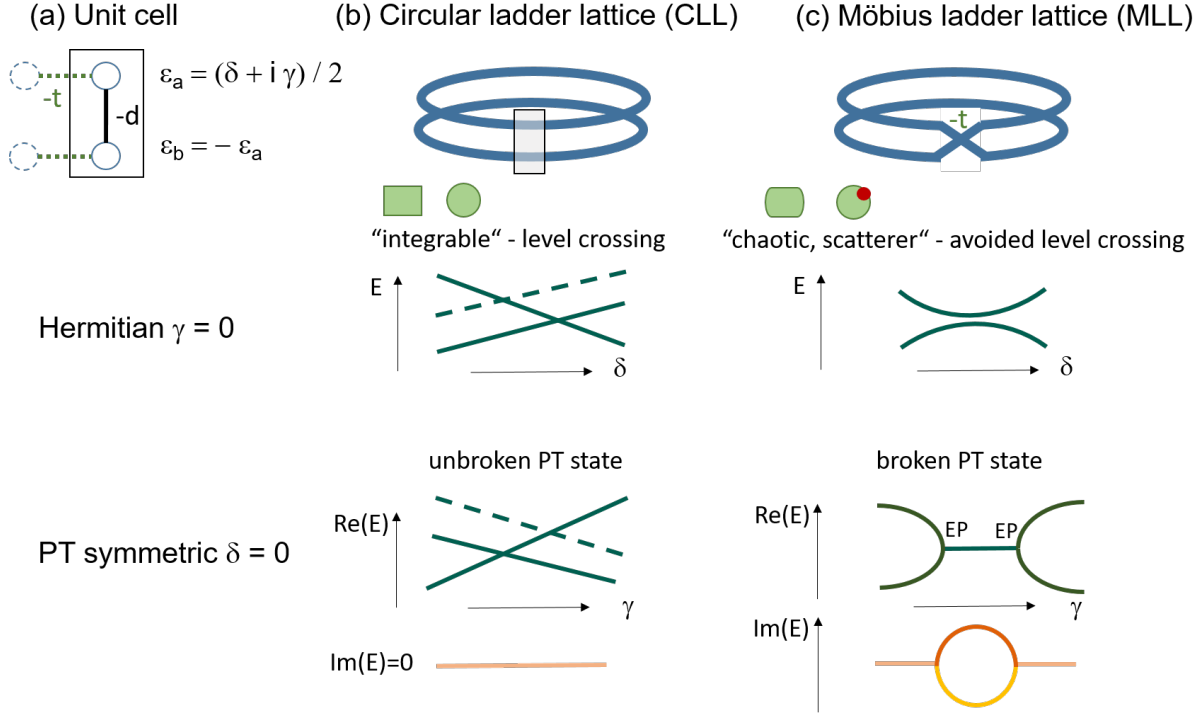 (a) Unit cell
(b) Circular ladder lattice (CLL)
(c) Möbius ladder lattice (MLL)
εa = (δ + i γ) / 2
-t
-d
εb = − εa
-t
“integrable“ - level crossing
“chaotic, scatterer“ - avoided level crossing
Hermitian γ = 0
E
δ
E
δ
unbroken PT state
broken PT state
PT symmetric δ = 0
Re(E)
γ
Re(E)
EP
EP
γ
Im(E)=0
Im(E)